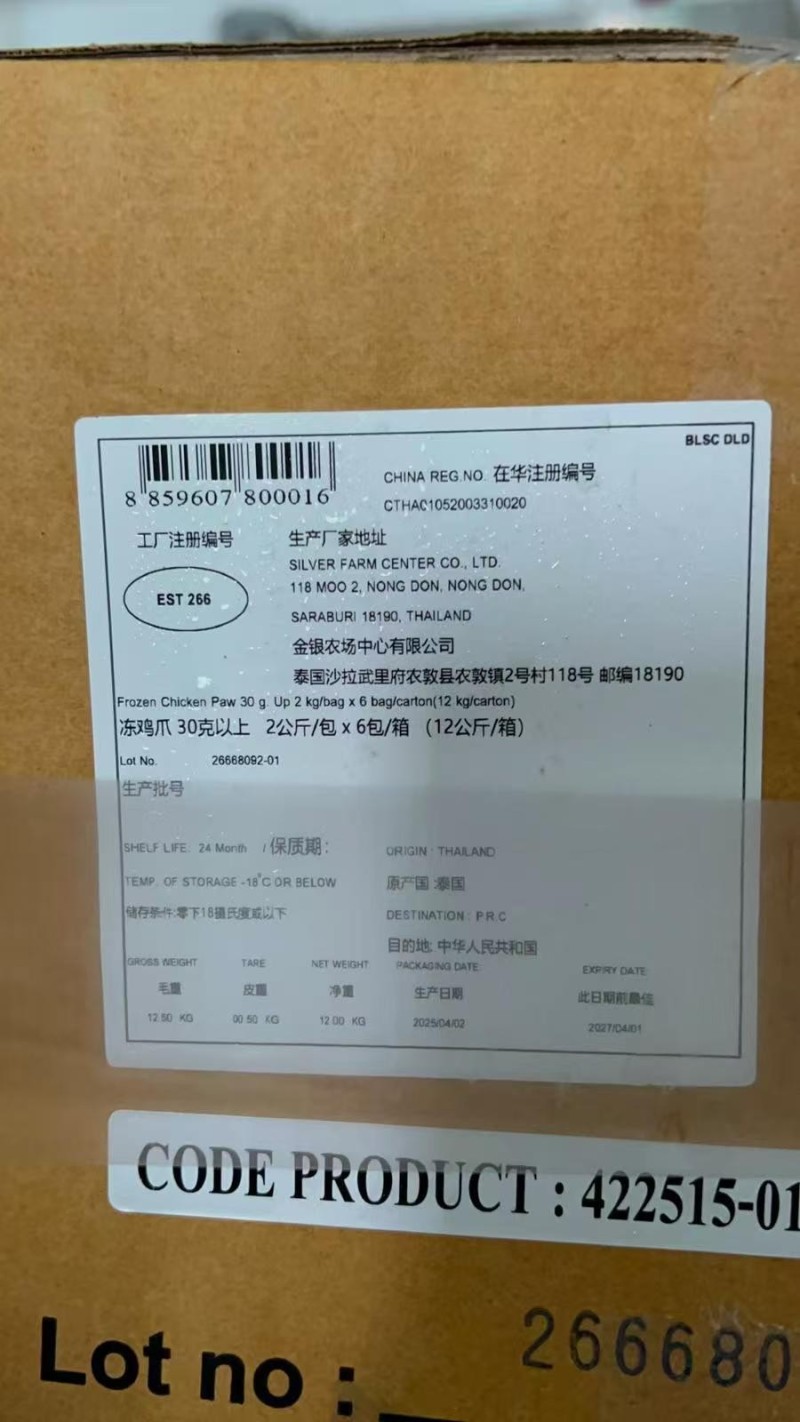 BLSC DLD
8 859607 800016
CHINA REG.NO. 在华注册编号
CTHAC1052003310020
工厂注册编号
EST 266
生产厂家地址
SILVER FARM CENTER CO., LTD.
118 MOO 2, NONG DON, NONG DON,
SARABURI 18190, THAILAND
金银农场中心有限公司
泰国沙拉武里府农敦县农敦镇2号村118号 邮编18190
Frozen Chicken Paw 30 g. Up 2 kg/bag x 6 bag/carton(12 kg/carton)
冻鸡爪 30克以上 2公斤/包 x 6包/箱 （12公斤/箱）
Lot No. 26668092-01
生产批号
SHELF LIFE: 24 Month / 保质期:
TEMP. OF STORAGE -18°C OR BELOW
储存条件:零下18摄氏度或以下
ORIGIN : THAILAND
原产国 :泰国
DESTINATION : P.R.C
目的地: 中华人民共和国
GROSS WEIGHT TARE NET WEIGHT PACKAGING DATE EXPIRY DATE
毛重 皮重 净重 生产日期 此日期前最佳
12.50 KG 00.50 KG 12.00 KG 2025/04/02 2027/04/01
CODE PRODUCT : 422515-01
Lot no : 266680